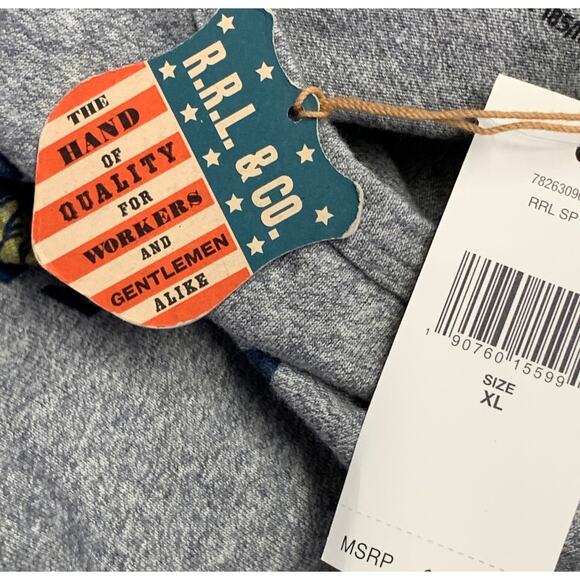 R.R.L. & CO.
THE
HAND
OF
QUALITY
FOR
WORKERS
AND
GENTLEMEN
ALIKE
RRL SP
1 90760 15599
SIZE
XL
MSRP